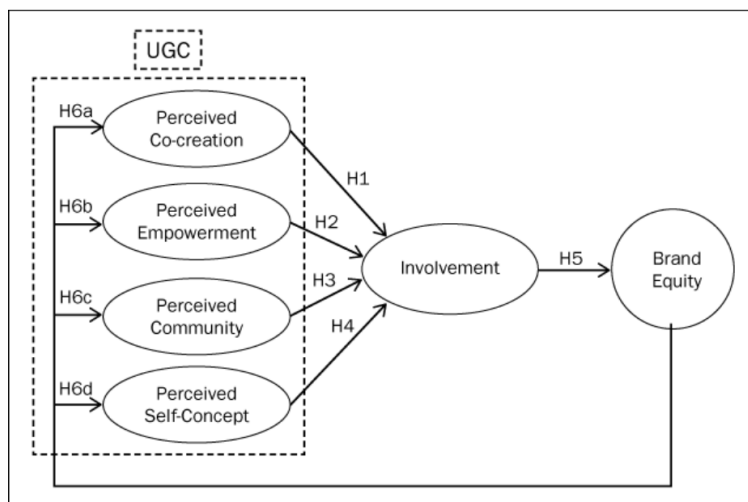 UGC
H6a
Perceived
Co-creation
H1
H6b
Perceived
Empowerment
H2
Involvement
H5
Brand
Equity
H6c
Perceived
Community
H3
H4
H6d
Perceived
Self-Concept